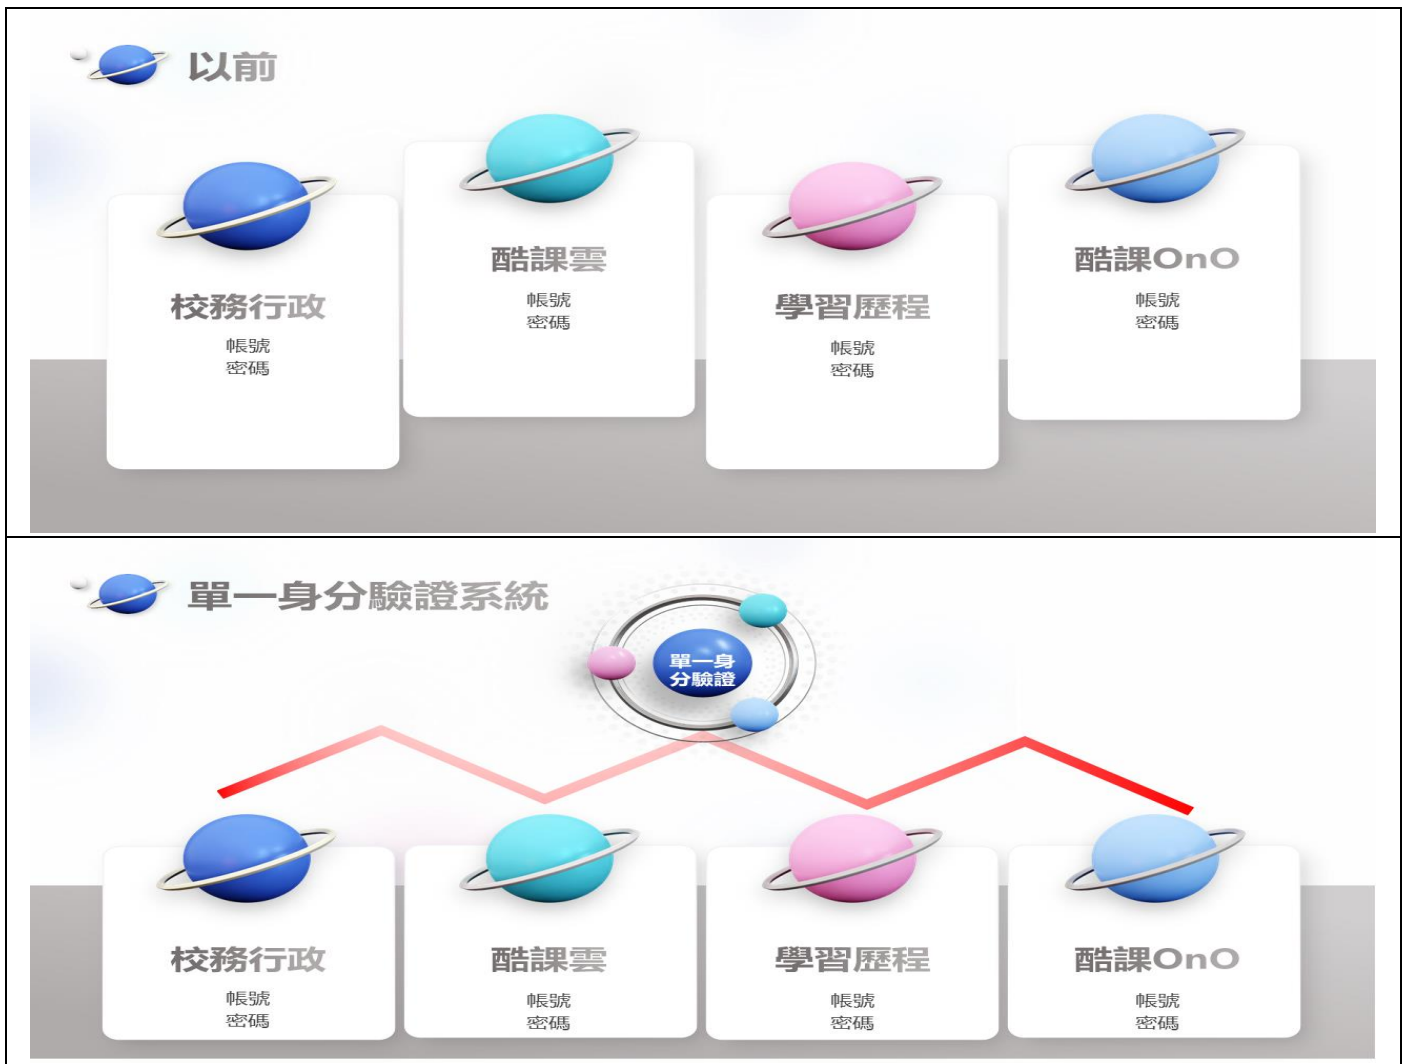 以前
校務行政
帳號
密碼
酷課雲
帳號
密碼
學習歷程
帳號
密碼
酷課OnO
帳號
密碼
單一身分驗證系統
單一身
分驗證
校務行政
帳號
密碼
酷課雲
帳號
密碼
學習歷程
帳號
密碼
酷課OnO
帳號
密碼